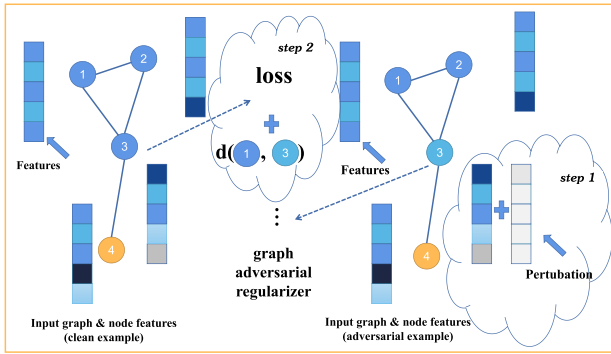 step 2
loss
+
d( 1 , 3 )
⋮
graph
adversarial
regularizer
1
2
3
4
Features
Input graph & node features
(clean example)
1
2
3
4
Features
step 1
+
Pertubation
Input graph & node features
(adversarial example)